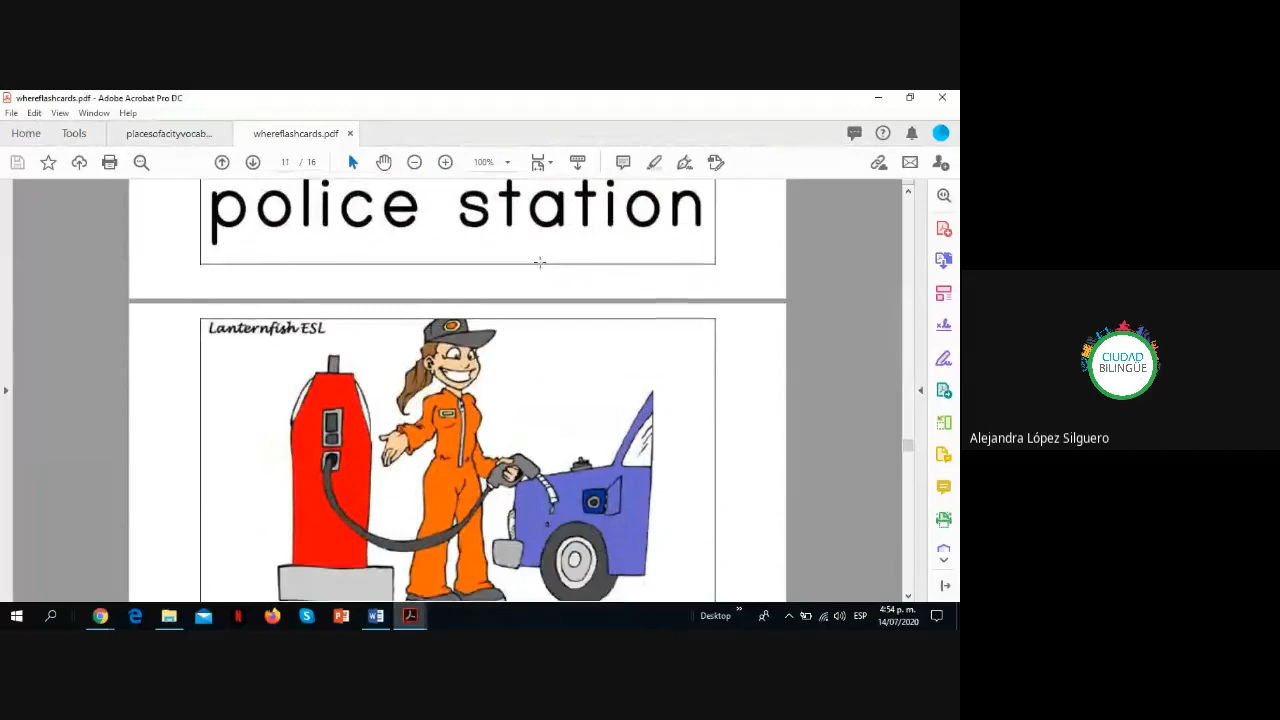 whereflashcards.pdf - Adobe Acrobat Pro DC
File Edit View Window Help
Home Tools placesofacityvocab... whereflashcards.pdf ×
11 / 16 100%
police station
Lanternfish ESL
CIUDAD
BILINGÜE
Alejandra López Silguero
Desktop » ESP 4:54 p. m.
14/07/2020